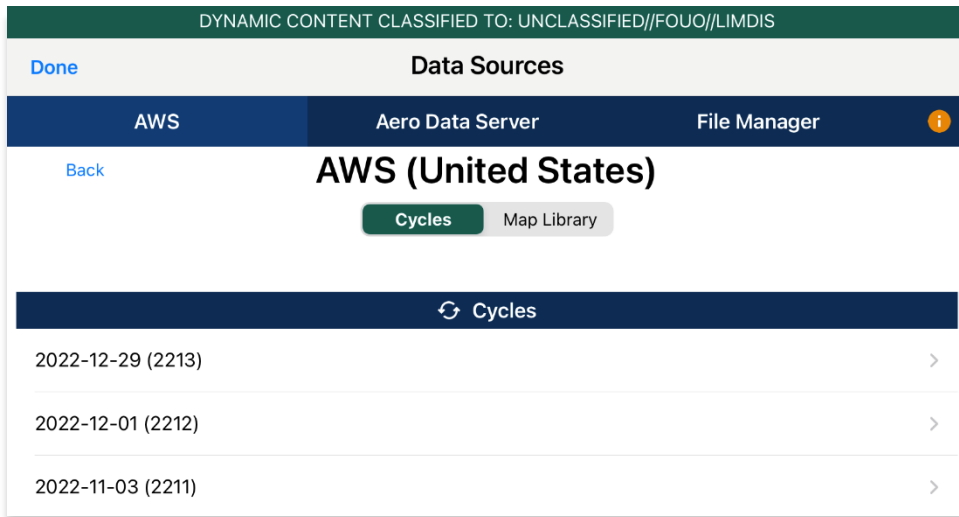 DYNAMIC CONTENT CLASSIFIED TO: UNCLASSIFIED//FOUO//LIMDIS
Done Data Sources
AWS Aero Data Server File Manager i
Back AWS (United States)
Cycles Map Library
Cycles
2022-12-29 (2213)
2022-12-01 (2212)
2022-11-03 (2211)